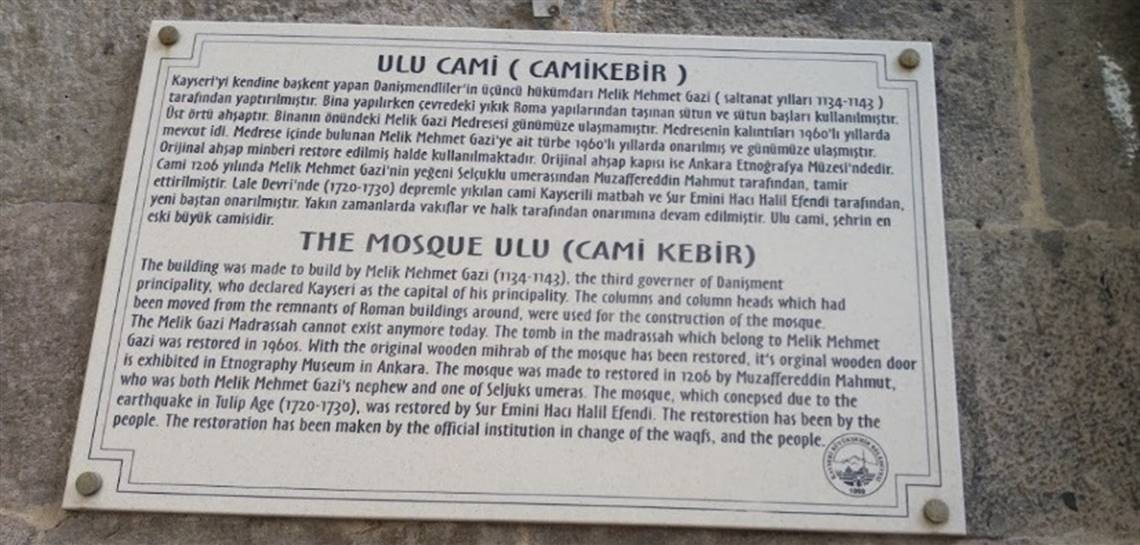 ULU CAMİ ( CAMİKEBİR )
Kayseri'yi kendine başkent yapan Danişmendliler'in üçüncü hükümdarı Melik Mehmet Gazi ( saltanat yılları 1134-1143 )
tarafından yaptırılmıştır. Bina yapılırken çevredeki yıkık Roma yapılarından taşınan sütun ve sütun başları kullanılmıştır.
Üst örtü ahşaptır. Binanın önündeki Melik Gazi Medresesi günümüze ulaşmamıştır. Medresenin kalıntıları 1960'lı yıllarda
mevcut idi. Medrese içinde bulunan Melik Mehmet Gazi'ye ait türbe 1960'lı yıllarda onarılmış ve günümüze ulaşmıştır.
Orijinal ahşap minberi restore edilmiş halde kullanılmaktadır. Orijinal ahşap kapısı ise Ankara Etnoğrafya Müzesi'ndedir.
Cami 1206 yılında Melik Mehmet Gazi'nin yeğeni Selçuklu umerasından Muzaffereddin Mahmut tarafından, tamir
ettirilmiştir. Lale Devri'nde (1720-1730) depremle yıkılan cami Kayserili matbah ve Sur Emini Hacı Halil Efendi tarafından,
yeni baştan onarılmıştır. Yakın zamanlarda vakıflar ve halk tarafından onarımına devam edilmiştir. Ulu cami, şehrin en
eski büyük camisidir.
THE MOSQUE ULU (CAMİ KEBİR)
The building was made to build by Melik Mehmet Gazi (1134-1143), the third governer of Danişment
principality, who declared Kayseri as the capital of his principality. The columns and column heads which had
been moved from the remnants of Roman buildings around, were used for the construction of the mosque.
The Melik Gazi Madrassah cannot exist anymore today. The tomb in the madrassah which belong to Melik Mehmet
Gazi was restored in 1960s. With the original wooden mihrab of the mosque has been restored, it's orginal wooden door
is exhibited in Etnography Museum in Ankara. The mosque was made to restored in 1206 by Muzaffereddin Mahmut,
who was both Melik Mehmet Gazi's nephew and one of Seljuks umeras. The mosque, which conepsed due to the
earthquake in Tulip Age (1720-1730), was restored by Sur Emini Hacı Halil Efendi. The restorestion has been by the
people. The restoration has been maken by the official institution in change of the waqfs, and the people.